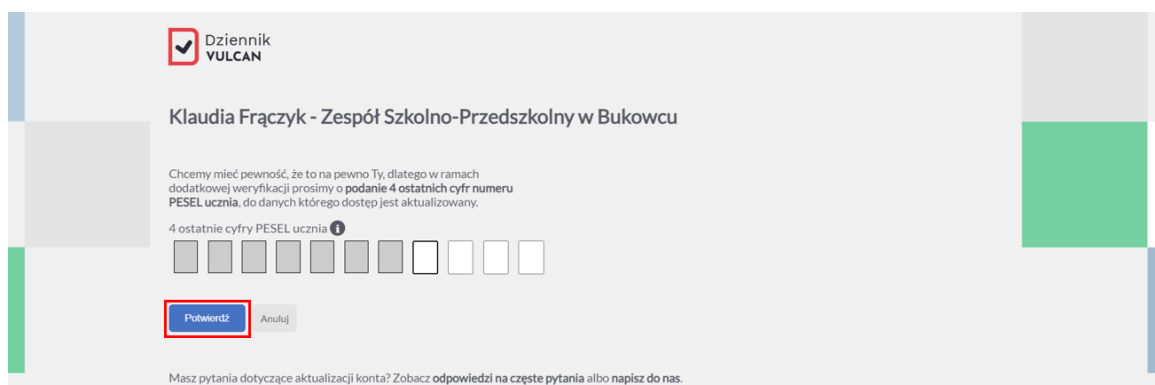 Dziennik
VULCAN
Klaudia Frączyk - Zespół Szkolno-Przedszkolny w Bukowcu
Chcemy mieć pewność, że to na pewno Ty, dlatego w ramach
dodatkowej weryfikacji prosimy o podanie 4 ostatnich cyfr numeru
PESEL ucznia, do danych którego dostęp jest aktualizowany.
4 ostatnie cyfry PESEL ucznia i
Potwierdź Anuluj
Masz pytania dotyczące aktualizacji konta? Zobacz odpowiedzi na częste pytania albo napisz do nas.